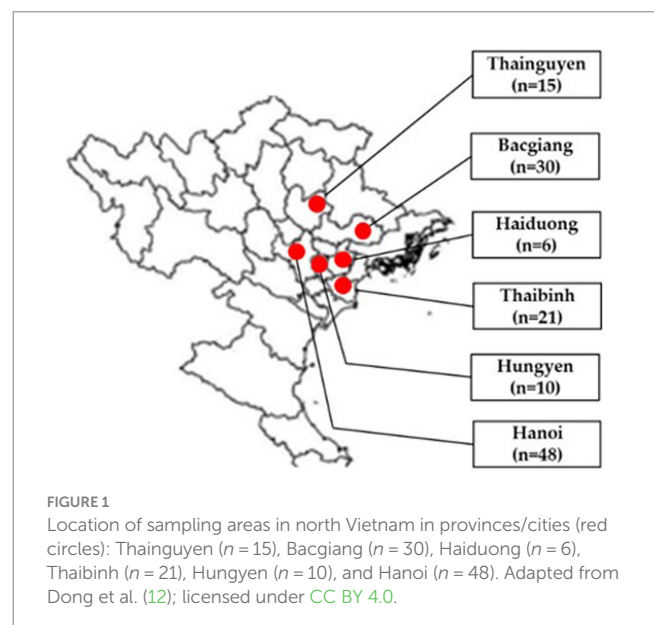 Thainguyen
(n=15)
Bacgiang
(n=30)
Haiduong
(n=6)
Thaibinh
(n=21)
Hungyen
(n=10)
Hanoi
(n=48)
FIGURE 1
Location of sampling areas in north Vietnam in provinces/cities (red
circles): Thainguyen (n = 15), Bacgiang (n = 30), Haiduong (n = 6),
Thaibinh (n = 21), Hungyen (n = 10), and Hanoi (n = 48). Adapted from
Dong et al. (12); licensed under CC BY 4.0.